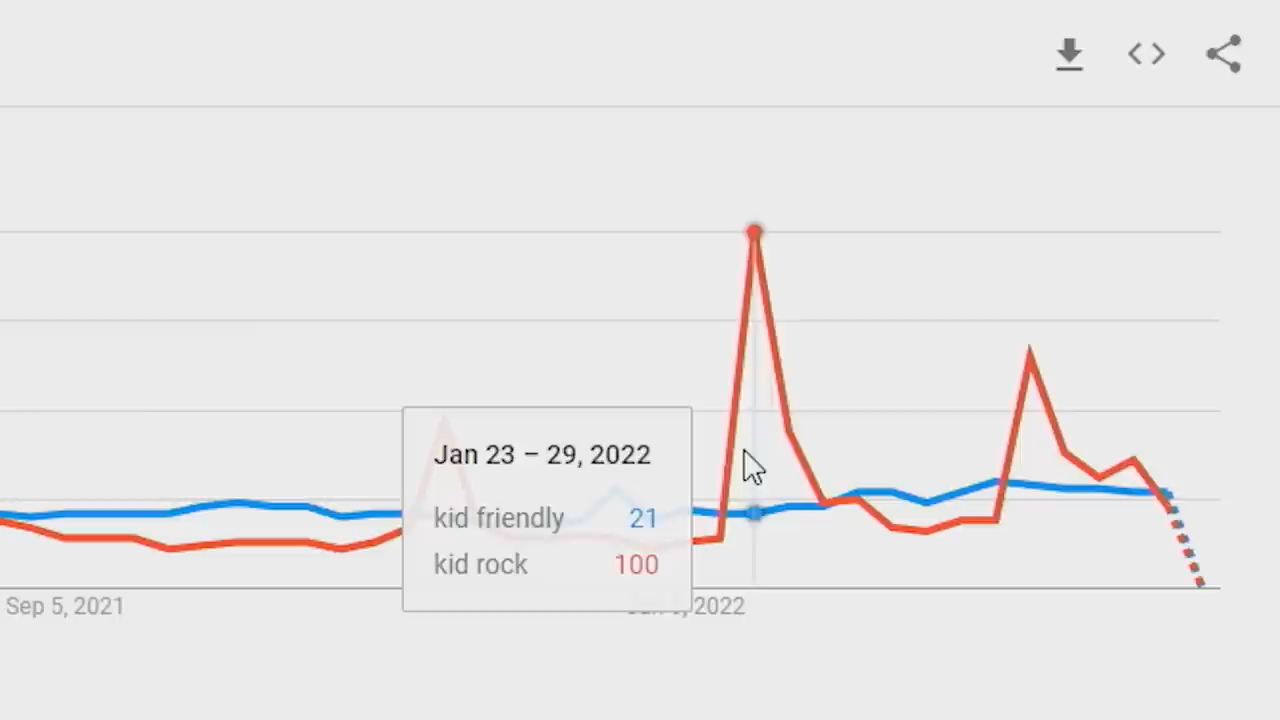 Jan 23 – 29, 2022
kid friendly 21
kid rock 100
Sep 5, 2021
2022